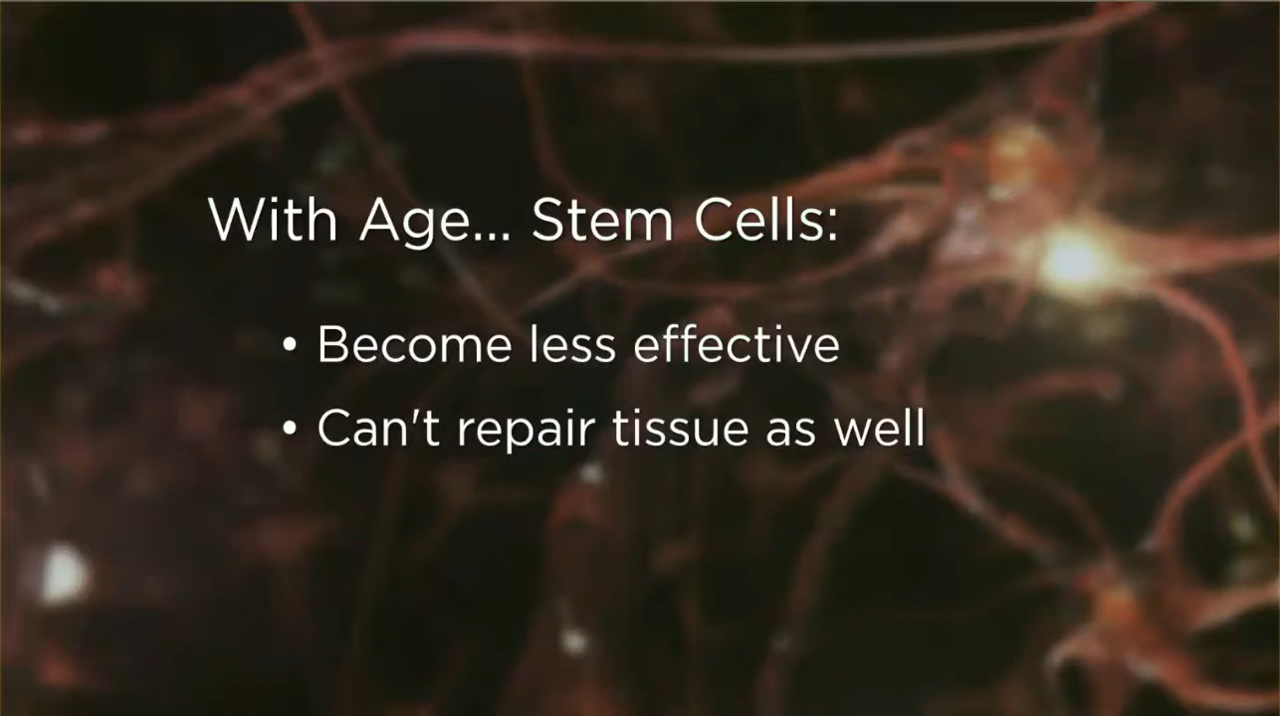 With Age... Stem Cells:
• Become less effective
• Can't repair tissue as well